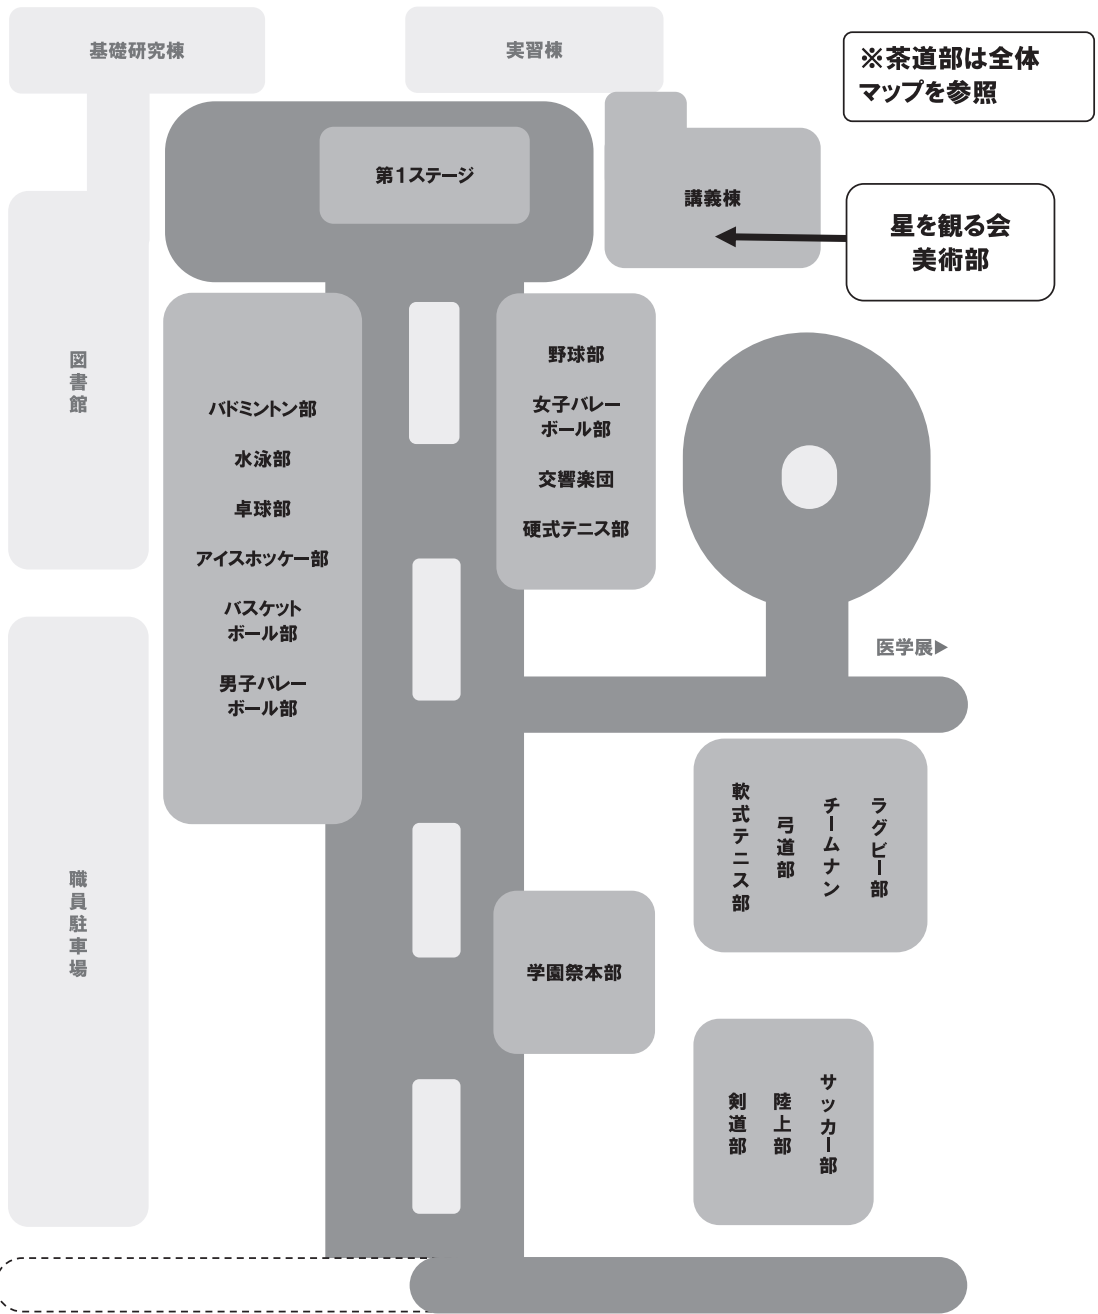 基礎研究棟
実習棟
※茶道部は全体
マップを参照
第1ステージ
講義棟
星を観る会
美術部
図書館
バドミントン部
水泳部
卓球部
アイスホッケー部
バスケット
ボール部
男子バレー
ボール部
野球部
女子バレー
ボール部
交響楽団
硬式テニス部
医学展▶
職員駐車場
ラグビー部
チームナン
弓道部
軟式テニス部
学園祭本部
サッカー部
陸上部
剣道部